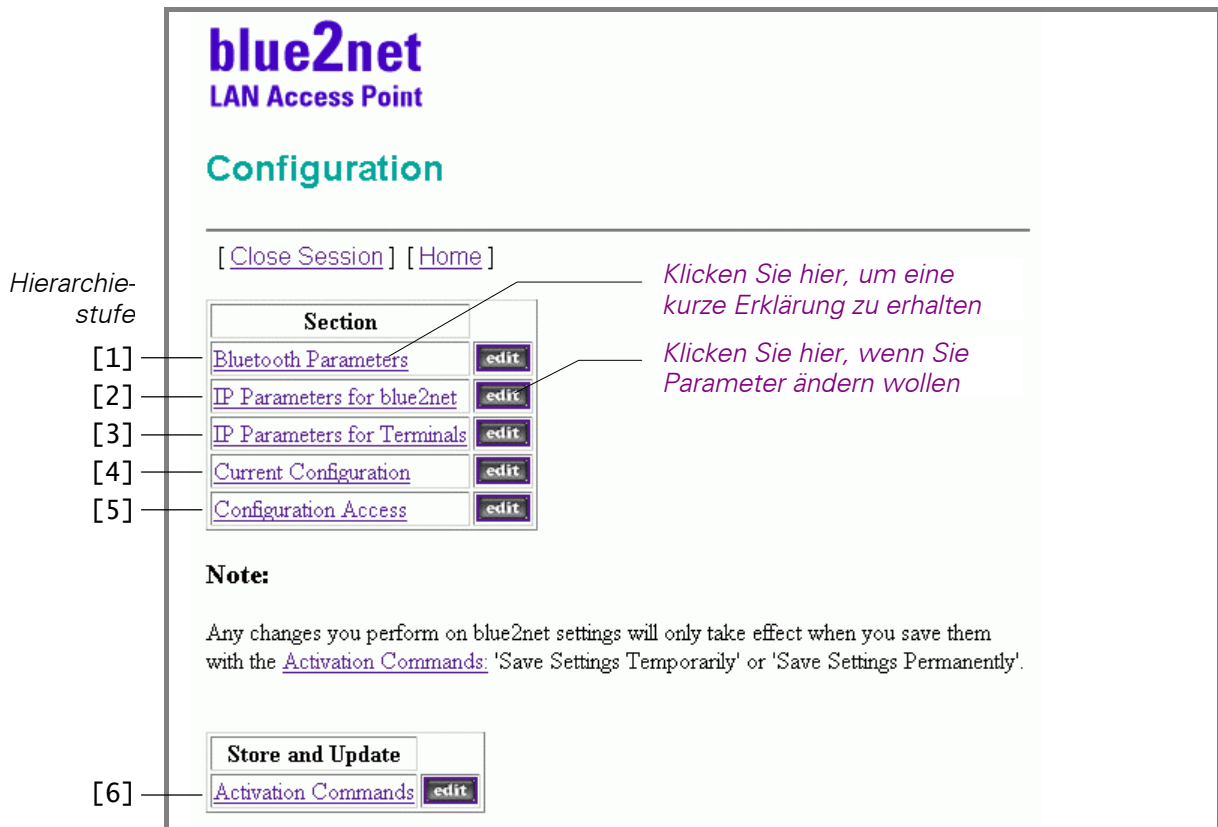 blue2net
LAN Access Point
Configuration
[ Close Session ] [ Home ]
Hierarchie-
stufe
Klicken Sie hier, um eine
kurze Erklärung zu erhalten
Section
[1] Bluetooth Parameters edit
Klicken Sie hier, wenn Sie
Parameter ändern wollen
[2] IP Parameters for blue2net edit
[3] IP Parameters for Terminals edit
[4] Current Configuration edit
[5] Configuration Access edit
Note:
Any changes you perform on blue2net settings will only take effect when you save them
with the Activation Commands: 'Save Settings Temporarily' or 'Save Settings Permanently'.
Store and Update
[6] Activation Commands edit